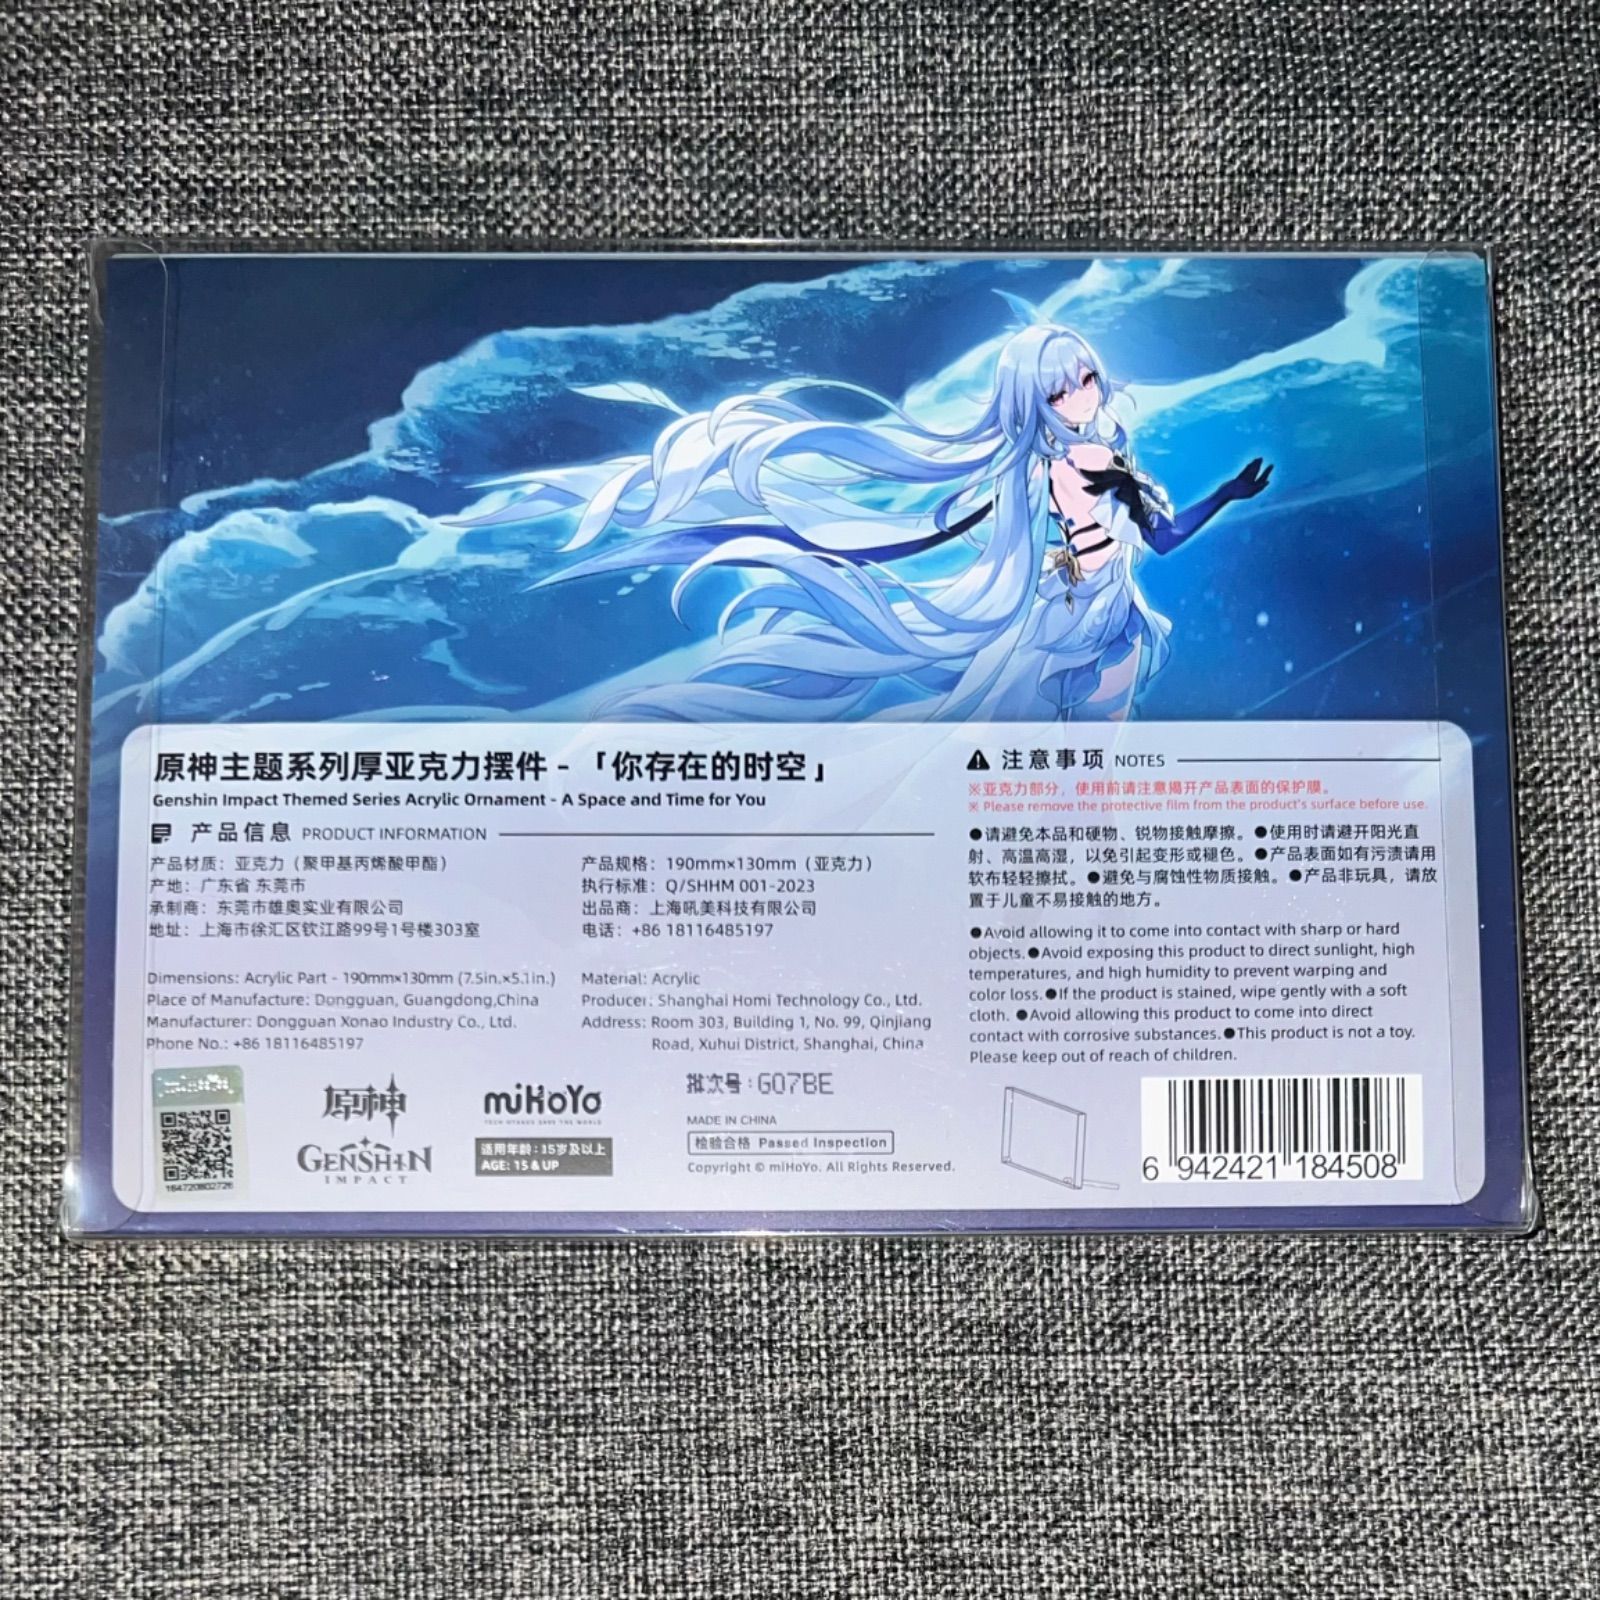 原神主题系列厚亚克力摆件 - 「你存在的时空」
Genshin Impact Themed Series Acrylic Ornament - A Space and Time for You
产品信息 PRODUCT INFORMATION
产品材质：亚克力（聚甲基丙烯酸甲酯）
产地：广东省 东莞市
承制商：东莞市雄奥实业有限公司
地址：上海市徐汇区钦江路99号1号楼303室
产品规格：190mm×130mm（亚克力）
执行标准：Q/SHHM 001-2023
出品商：上海吼美科技有限公司
电话：+86 18116485197
Dimensions: Acrylic Part - 190mm×130mm (7.5in.×5.1in.)
Place of Manufacture: Dongguan, Guangdong,China
Manufacturer: Dongguan Xonao Industry Co., Ltd.
Phone No.: +86 18116485197
Material: Acrylic
Producer: Shanghai Homi Technology Co., Ltd.
Address: Room 303, Building 1, No. 99, Qinjiang
Road, Xuhui District, Shanghai, China
注意事项 NOTES
※亚克力部分，使用前请注意揭开产品表面的保护膜。
※ Please remove the protective film from the product's surface before use.
●请避免本品和硬物、锐物接触摩擦。●使用时请避开阳光直
射、高温高湿，以免引起变形或褪色。●产品表面如有污渍请用
软布轻轻擦拭。●避免与腐蚀性物质接触。●产品非玩具，请放
置于儿童不易接触的地方。
●Avoid allowing it to come into contact with sharp or hard
objects.●Avoid exposing this product to direct sunlight, high
temperatures, and high humidity to prevent warping and
color loss.●If the product is stained, wipe gently with a soft
cloth. ●Avoid allowing this product to come into direct
contact with corrosive substances.●This product is not a toy.
Please keep out of reach of children.
164720802726
原神
GENSHIN
IMPACT
miHoYo
TECH OTAKUS SAVE THE WORLD
适用年龄：15岁及以上
AGE: 15 & UP
批次号：G07BE
MADE IN CHINA
检验合格 Passed Inspection
Copyright © miHoYo. All Rights Reserved.
6 942421 184508